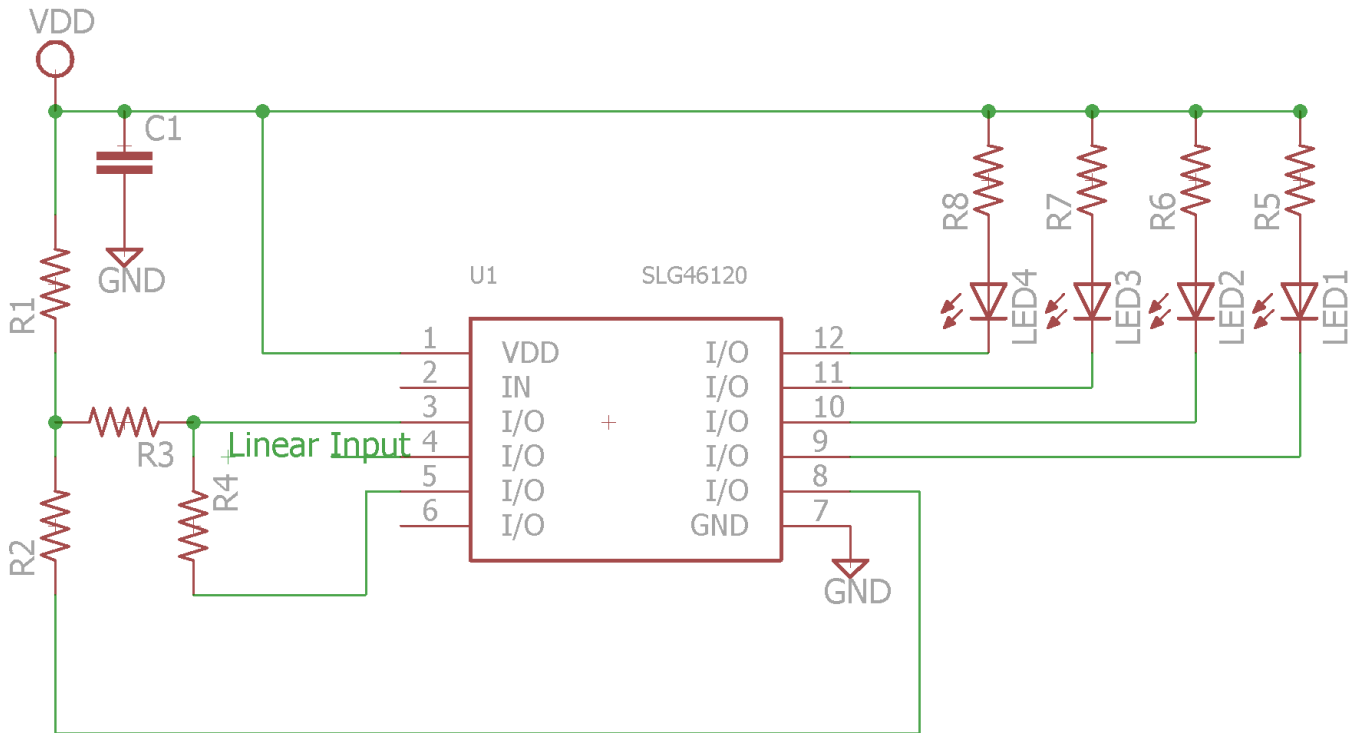 VDD
C1
GND
R1
R8
R7
R6
R5
LED4
LED3
LED2
LED1
U1 SLG46120
1 VDD I/O 12
2 IN I/O 11
3 I/O I/O 10
Linear Input 4 I/O I/O 9
5 I/O I/O 8
6 I/O GND 7
R3
R4
R2
GND